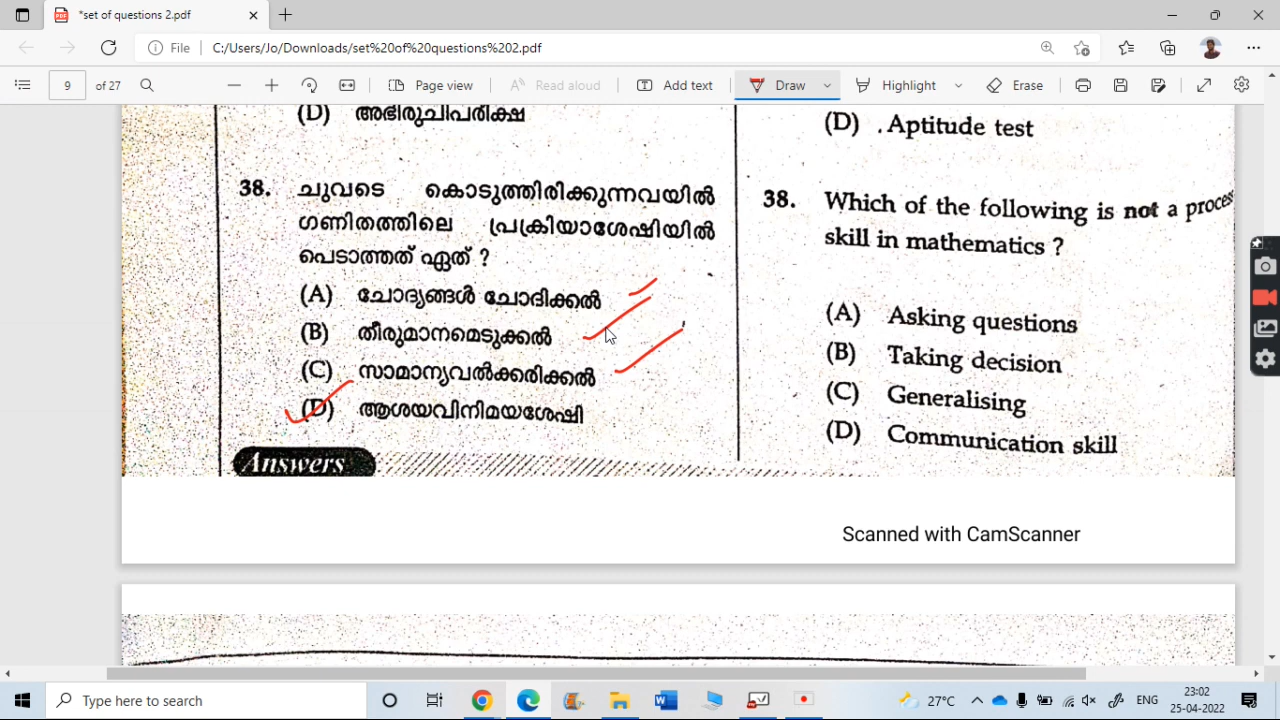 *set of questions 2.pdf
File
C:/Users/Jo/Downloads/set%20of%20questions%202.pdf
9 of 27
Page view
Read aloud
Add text
Draw
Highlight
Erase
(D) അഭിരുചിപരീക്ഷ
38. ചുവടെ കൊടുത്തിരിക്കുന്നവയിൽ
ഗണിതത്തിലെ പ്രക്രിയാശേഷിയിൽ
പെടാത്തത് ഏത് ?
(A) ചോദ്യങ്ങൾ ചോദിക്കൽ
(B) തീരുമാനമെടുക്കൽ
(C) സാമാന്യവൽക്കരിക്കൽ
(D) ആശയവിനിമയശേഷി
Answers
(D) . Aptitude test
38. Which of the following is not a proces
skill in mathematics ?
(A) Asking questions
(B) Taking decision
(C) Generalising
(D) Communication skill
Scanned with CamScanner
Type here to search
27°C
ENG
23:02
25-04-2022